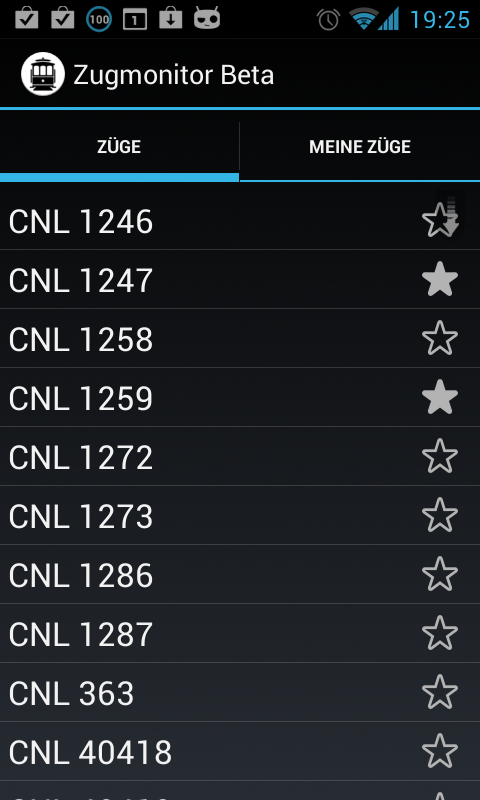 100
1
19:25
Zugmonitor Beta
ZÜGE
MEINE ZÜGE
CNL 1246
CNL 1247
CNL 1258
CNL 1259
CNL 1272
CNL 1273
CNL 1286
CNL 1287
CNL 363
CNL 40418